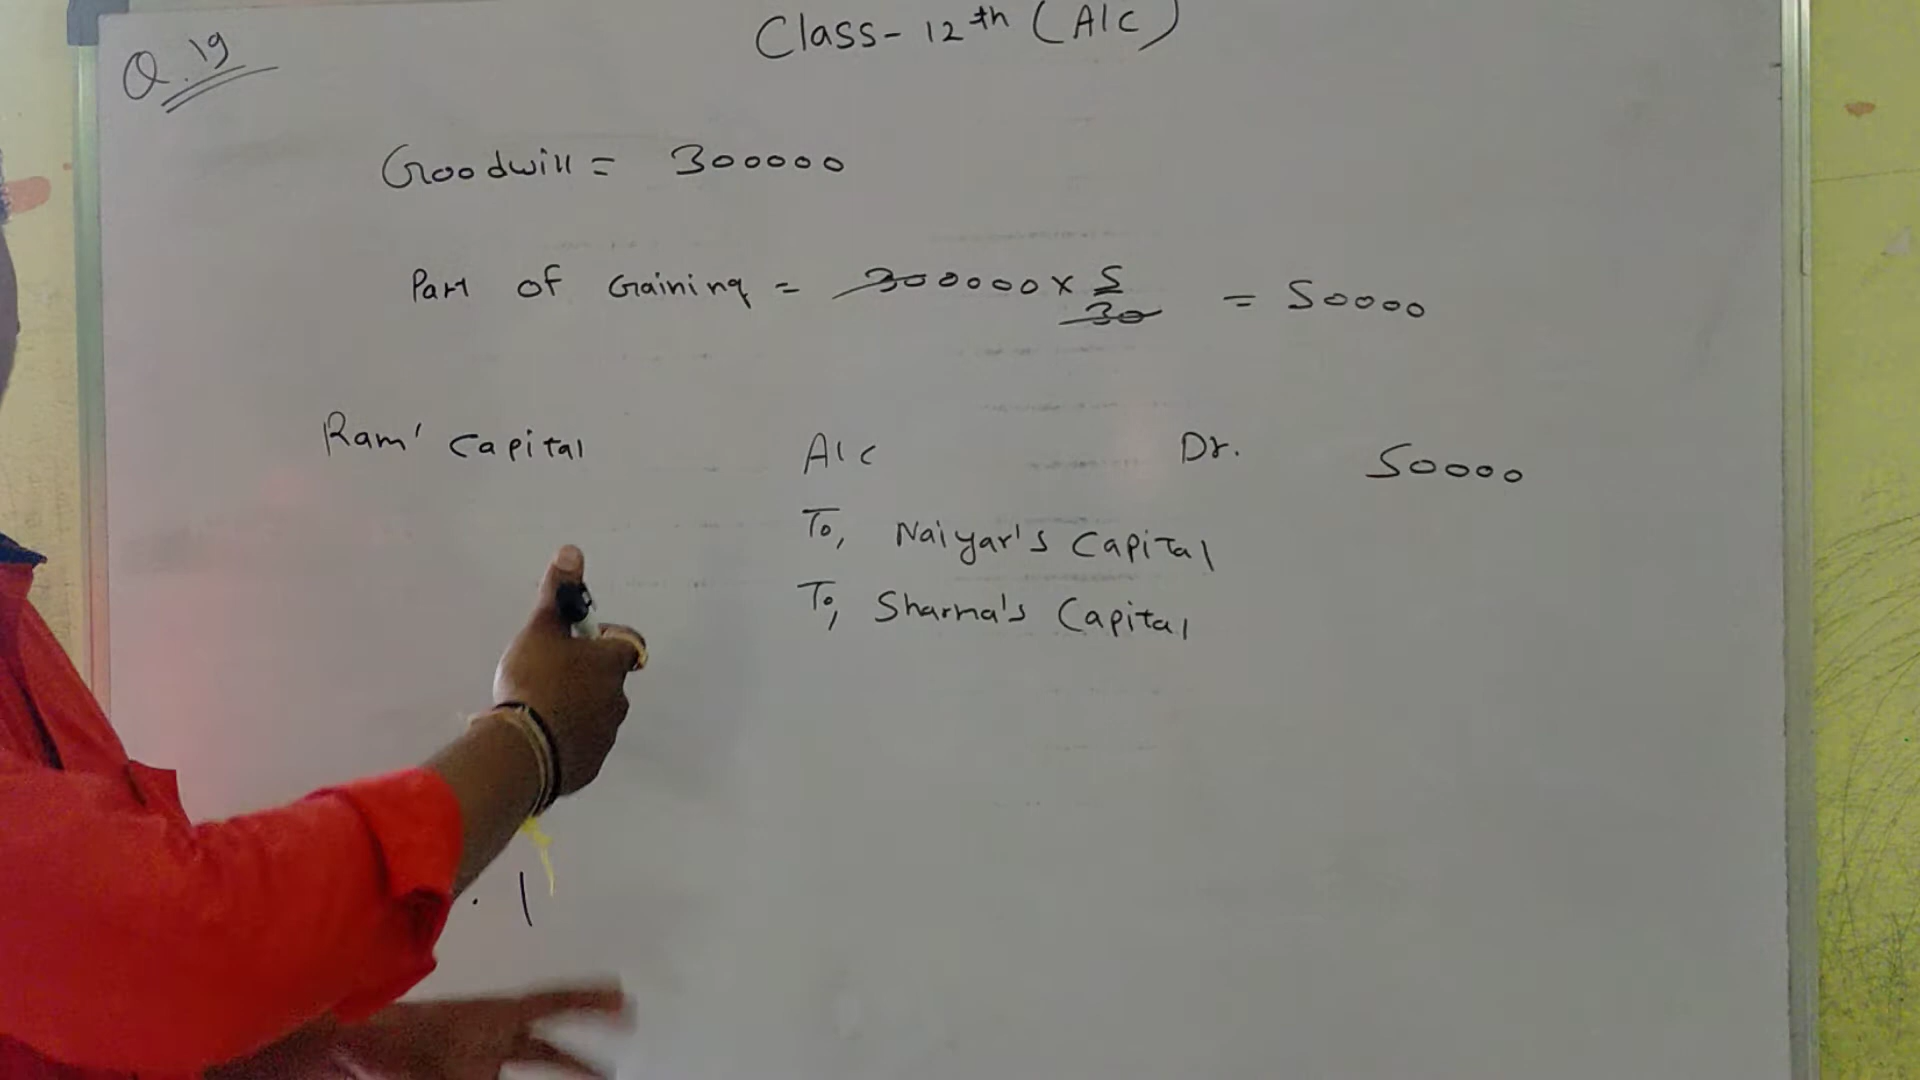 Class-12th (A/C)
Q.19
Goodwill = 300000
Part of Gaining = 300000 x 5/30 = 50000
Ram' Capital A/C Dr. 50000
To, Naiyar's Capital
To, Sharma's Capital